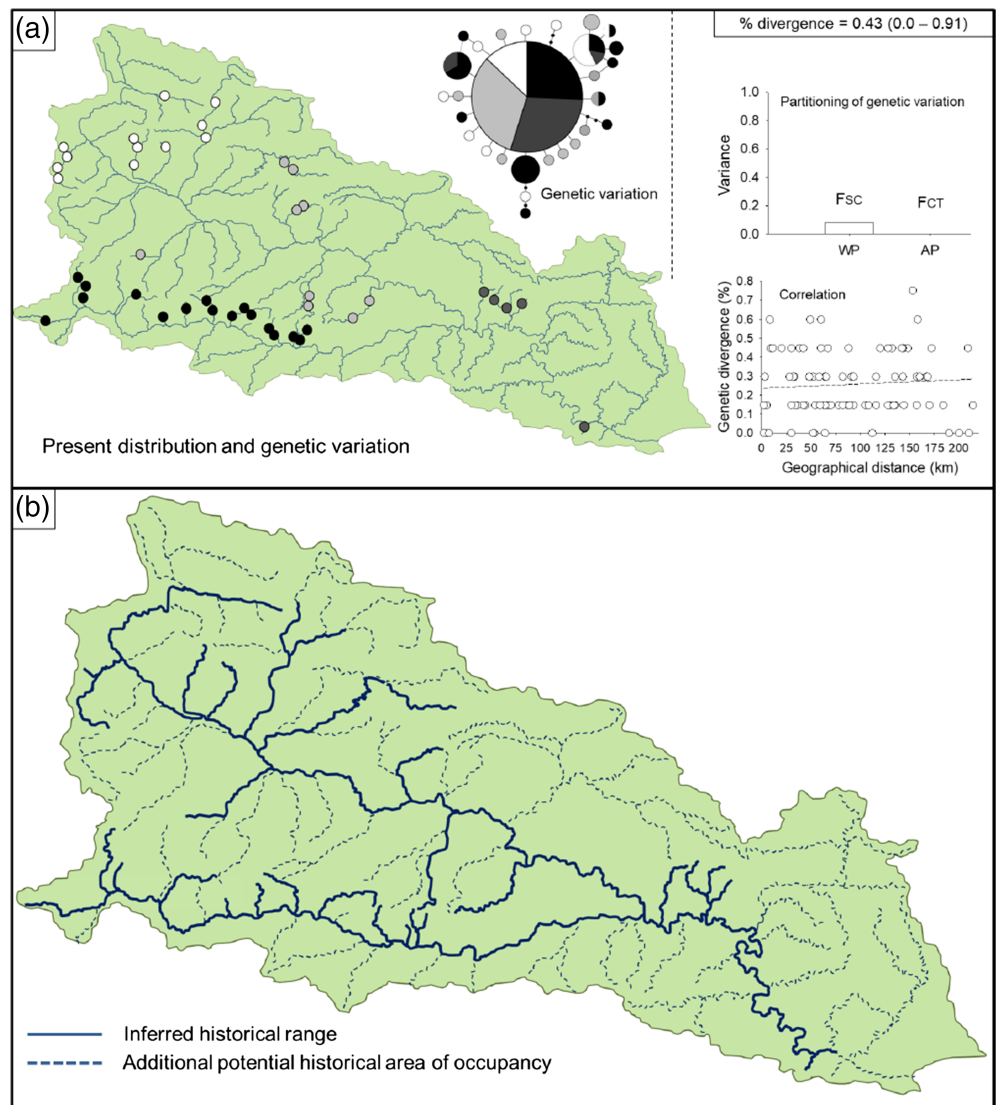 (a)
% divergence = 0.43 (0.0 – 0.91)
Genetic variation
Partitioning of genetic variation
Variance
1.0
0.8
0.6
0.4
0.2
0.0
FSC
FCT
WP
AP
Correlation
Genetic divergence (%)
0.8
0.7
0.6
0.5
0.4
0.3
0.2
0.1
0.0
0 25 50 75 100 125 150 175 200
Geographical distance (km)
Present distribution and genetic variation
(b)
Inferred historical range
Additional potential historical area of occupancy